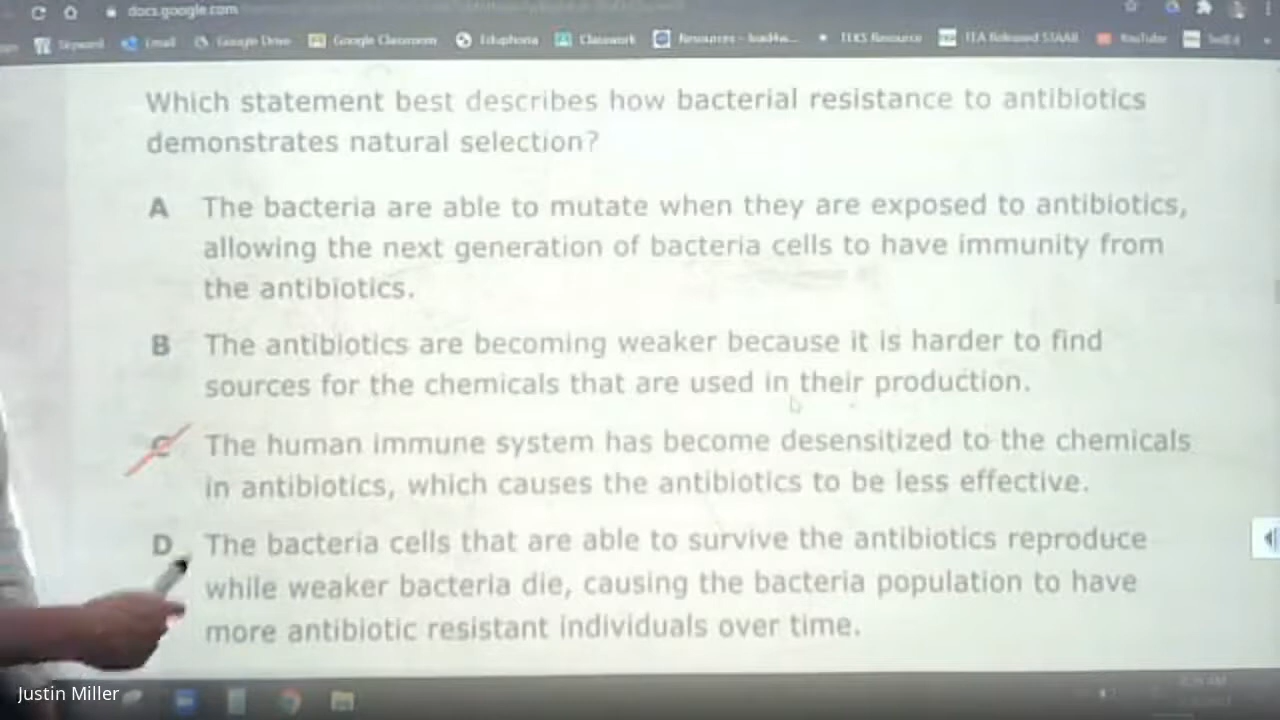 docs.google.com
Skyward Email Google Drive Google Classroom Eduphoria Classwork TEKS Resource TEA Released STAAR YouTube
Which statement best describes how bacterial resistance to antibiotics
demonstrates natural selection?
A The bacteria are able to mutate when they are exposed to antibiotics,
allowing the next generation of bacteria cells to have immunity from
the antibiotics.
B The antibiotics are becoming weaker because it is harder to find
sources for the chemicals that are used in their production.
C The human immune system has become desensitized to the chemicals
in antibiotics, which causes the antibiotics to be less effective.
D The bacteria cells that are able to survive the antibiotics reproduce
while weaker bacteria die, causing the bacteria population to have
more antibiotic resistant individuals over time.
Justin Miller